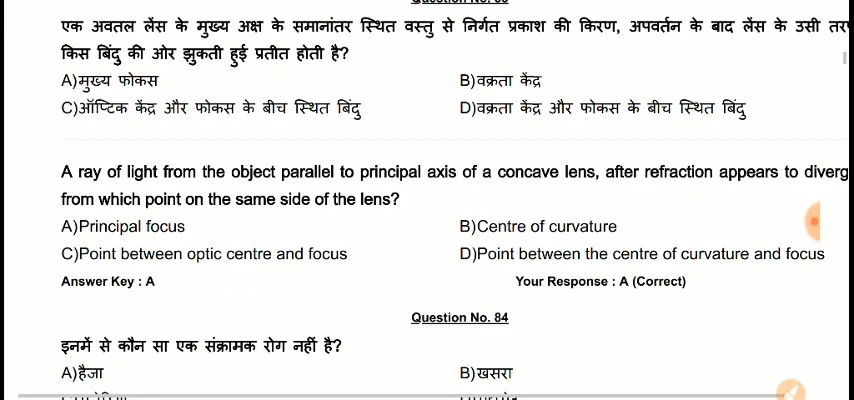 एक अवतल लेंस के मुख्य अक्ष के समानांतर स्थित वस्तु से निर्गत प्रकाश की किरण, अपवर्तन के बाद लेंस के उसी
किस बिंदु की ओर झुकती हुई प्रतीत होती है?
A)मुख्य फोकस B)वक्रता केंद्र
C)ऑप्टिक केंद्र और फोकस के बीच स्थित बिंदु D)वक्रता केंद्र और फोकस के बीच स्थित बिंदु
A ray of light from the object parallel to principal axis of a concave lens, after refraction appears to diverg
from which point on the same side of the lens?
A)Principal focus B)Centre of curvature
C)Point between optic centre and focus D)Point between the centre of curvature and focus
Answer Key : A Your Response : A (Correct)
Question No. 84
इनमें से कौन सा एक संक्रामक रोग नहीं है?
A)हैजा B)खसरा